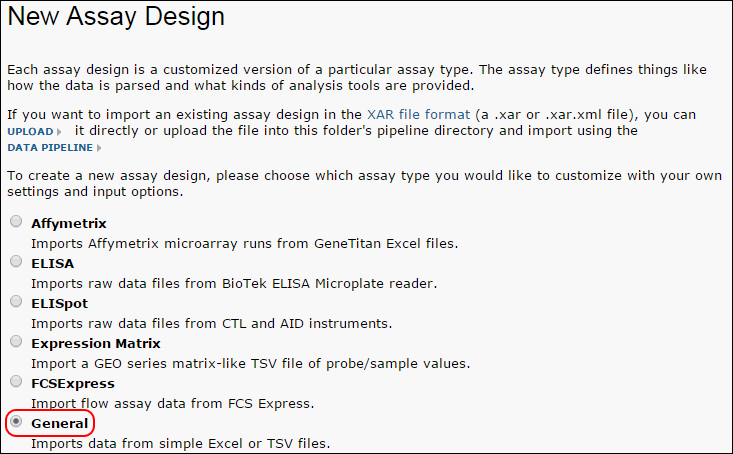 New Assay Design
Each assay design is a customized version of a particular assay type. The assay type defines things like
how the data is parsed and what kinds of analysis tools are provided.
If you want to import an existing assay design in the XAR file format (a .xar or .xar.xml file), you can
UPLOAD it directly or upload the file into this folder's pipeline directory and import using the
DATA PIPELINE
To create a new assay design, please choose which assay type you would like to customize with your own
settings and input options.
Affymetrix
Imports Affymetrix microarray runs from GeneTitan Excel files.
ELISA
Imports raw data files from BioTek ELISA Microplate reader.
ELISpot
Imports raw data files from CTL and AID instruments.
Expression Matrix
Import a GEO series matrix-like TSV file of probe/sample values.
FCSExpress
Import flow assay data from FCS Express.
General
Imports data from simple Excel or TSV files.